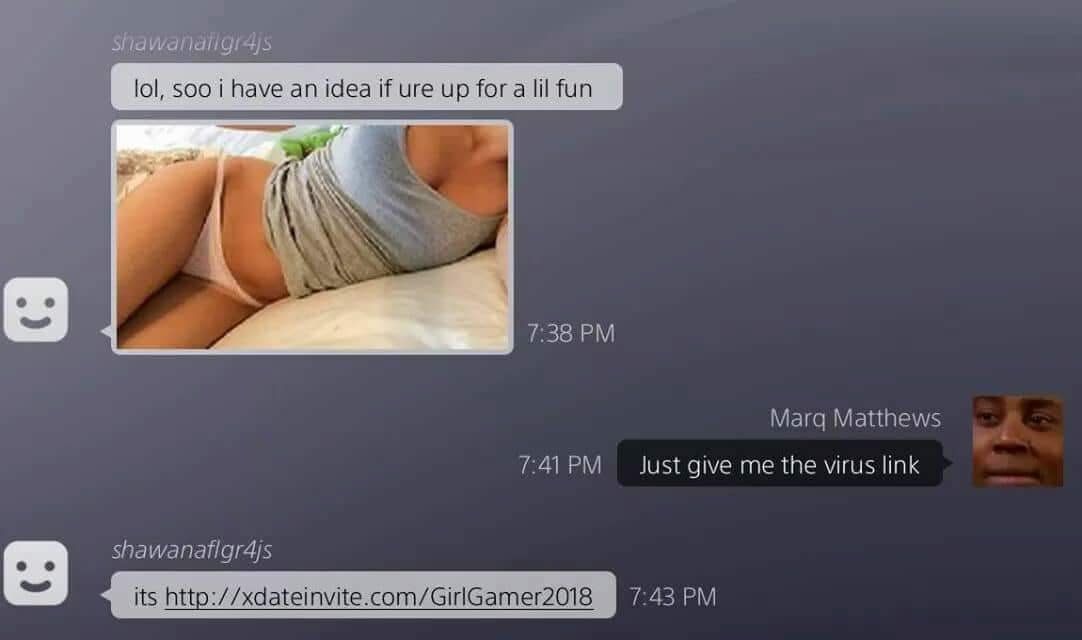 shawanaflgr4js
lol, soo i have an idea if ure up for a lil fun
7:38 PM
Marq Matthews
7:41 PM Just give me the virus link
shawanaflgr4js
its http://xdateinvite.com/GirlGamer2018 7:43 PM